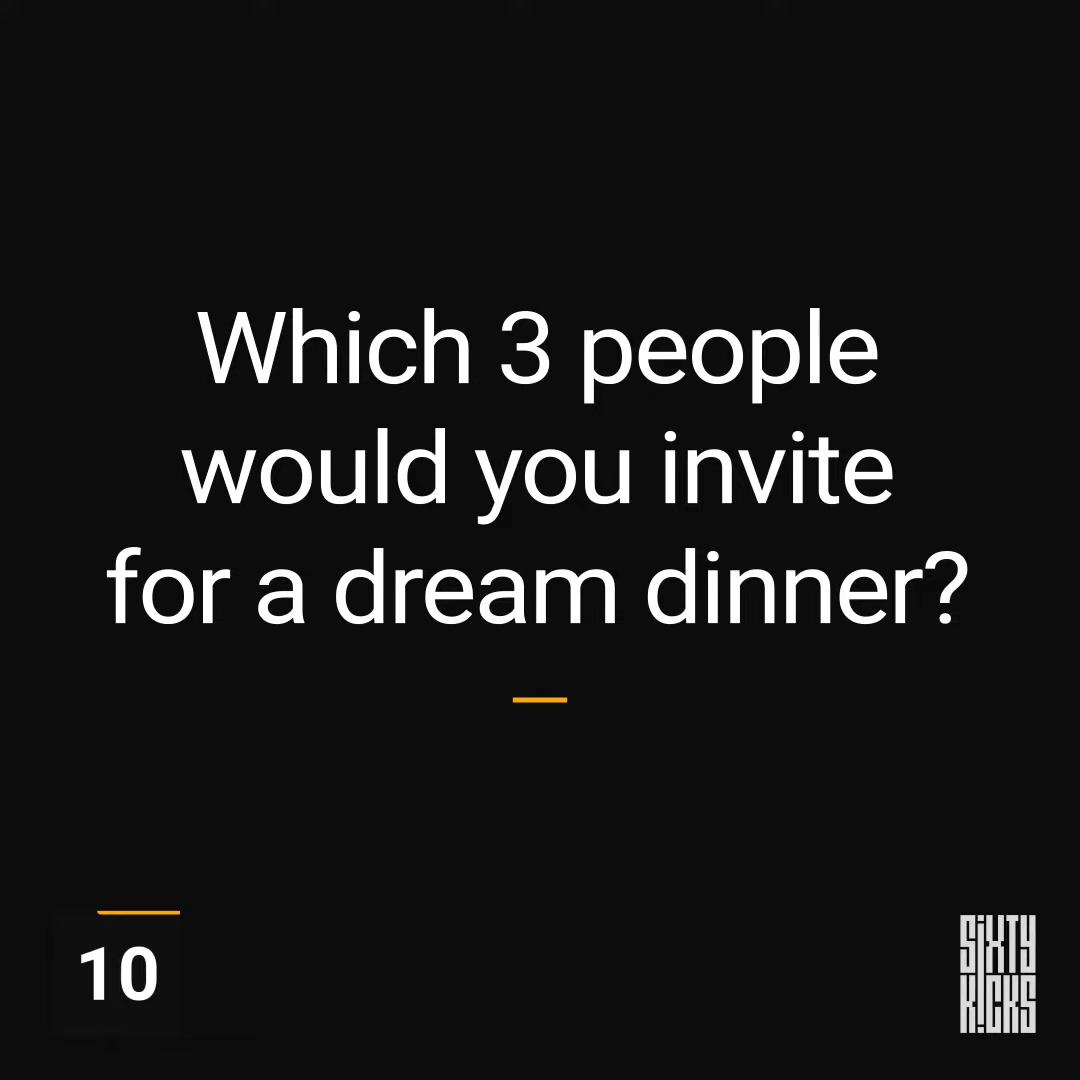 Which 3 people
would you invite
for a dream dinner?
10
SiXTY
KiCKS